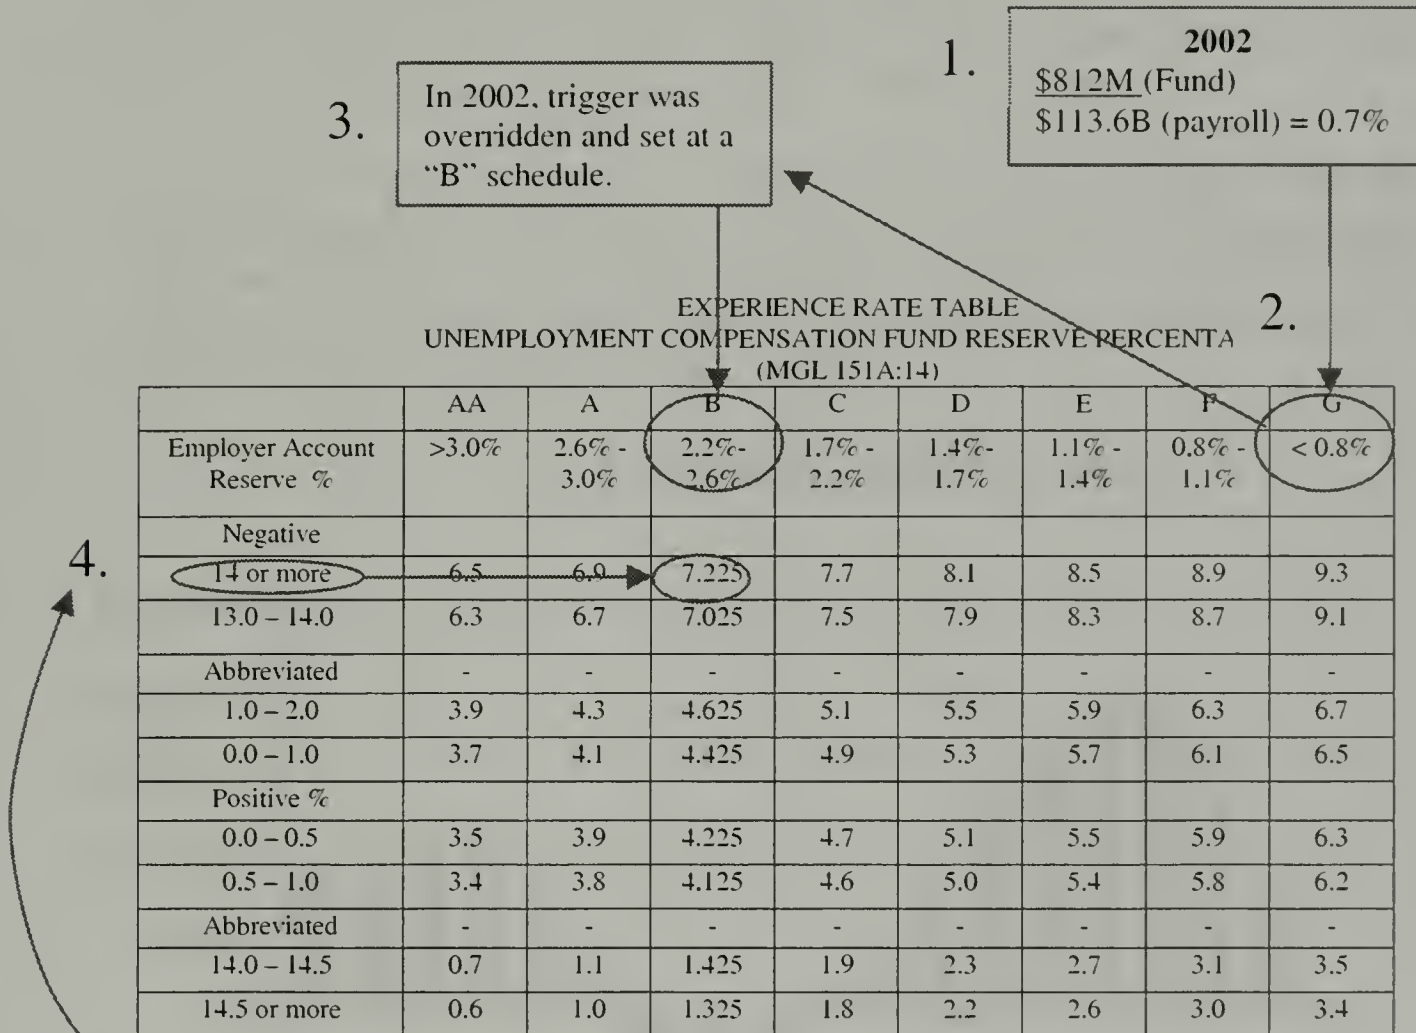 1.
2002
$812M (Fund)
$113.6B (payroll) = 0.7%
3.
In 2002, trigger was
overridden and set at a
“B” schedule.
2.
EXPERIENCE RATE TABLE
UNEMPLOYMENT COMPENSATION FUND RESERVE PERCENTA
(MGL 151A:14)
AA A B C D E F G
Employer Account Reserve % >3.0% 2.6% - 3.0% 2.2%- 2.6% 1.7% - 2.2% 1.4%- 1.7% 1.1% - 1.4% 0.8% - 1.1% < 0.8%
Negative
4.
14 or more 6.5 6.9 7.225 7.7 8.1 8.5 8.9 9.3
13.0 – 14.0 6.3 6.7 7.025 7.5 7.9 8.3 8.7 9.1
Abbreviated - - - - - - - -
1.0 – 2.0 3.9 4.3 4.625 5.1 5.5 5.9 6.3 6.7
0.0 – 1.0 3.7 4.1 4.425 4.9 5.3 5.7 6.1 6.5
Positive %
0.0 – 0.5 3.5 3.9 4.225 4.7 5.1 5.5 5.9 6.3
0.5 – 1.0 3.4 3.8 4.125 4.6 5.0 5.4 5.8 6.2
Abbreviated - - - - - - - -
14.0 – 14.5 0.7 1.1 1.425 1.9 2.3 2.7 3.1 3.5
14.5 or more 0.6 1.0 1.325 1.8 2.2 2.6 3.0 3.4